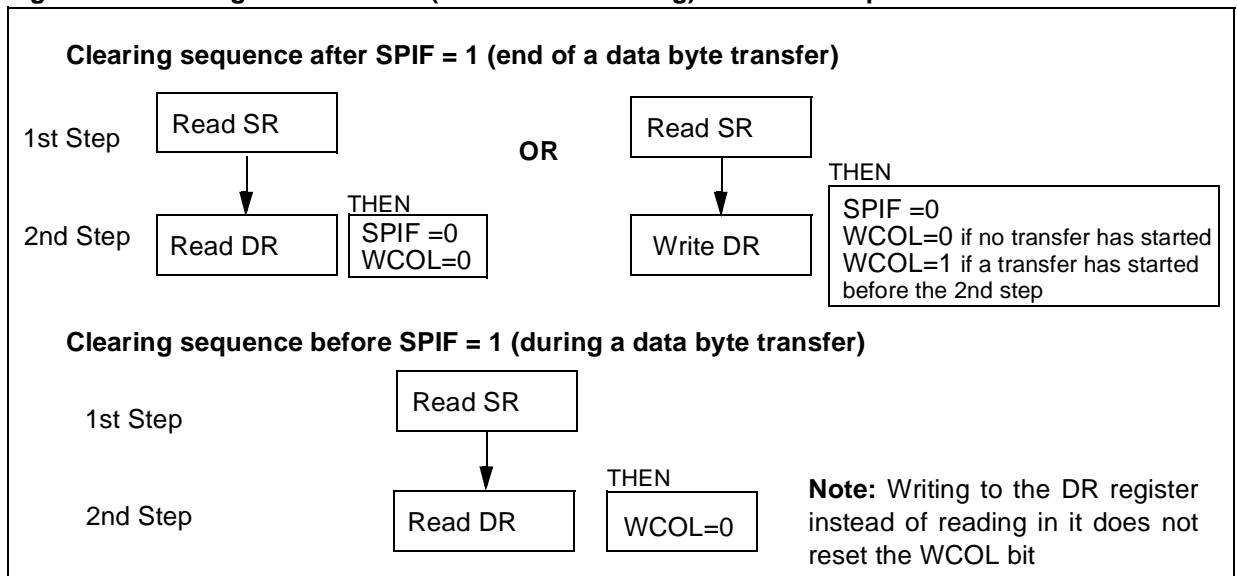 Clearing sequence after SPIF = 1 (end of a data byte transfer)
1st Step
Read SR
OR
Read SR
THEN
2nd Step
Read DR
THEN
SPIF =0
WCOL=0
Write DR
SPIF =0
WCOL=0 if no transfer has started
WCOL=1 if a transfer has started
before the 2nd step
Clearing sequence before SPIF = 1 (during a data byte transfer)
1st Step
Read SR
2nd Step
Read DR
THEN
WCOL=0
Note: Writing to the DR register
instead of reading in it does not
reset the WCOL bit